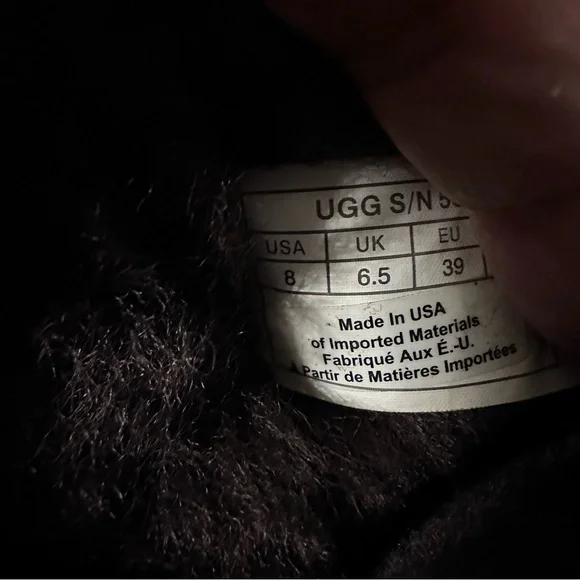 UGG S/N 5
USA UK EU
8 6.5 39
Made In USA
of Imported Materials
Fabriqué Aux É.-U.
À Partir de Matières Importées